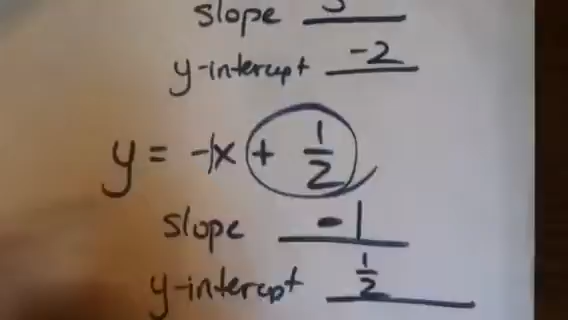 slope
y-intercept -2
y = -1x + 1/2
slope -1
y-intercept 1/2